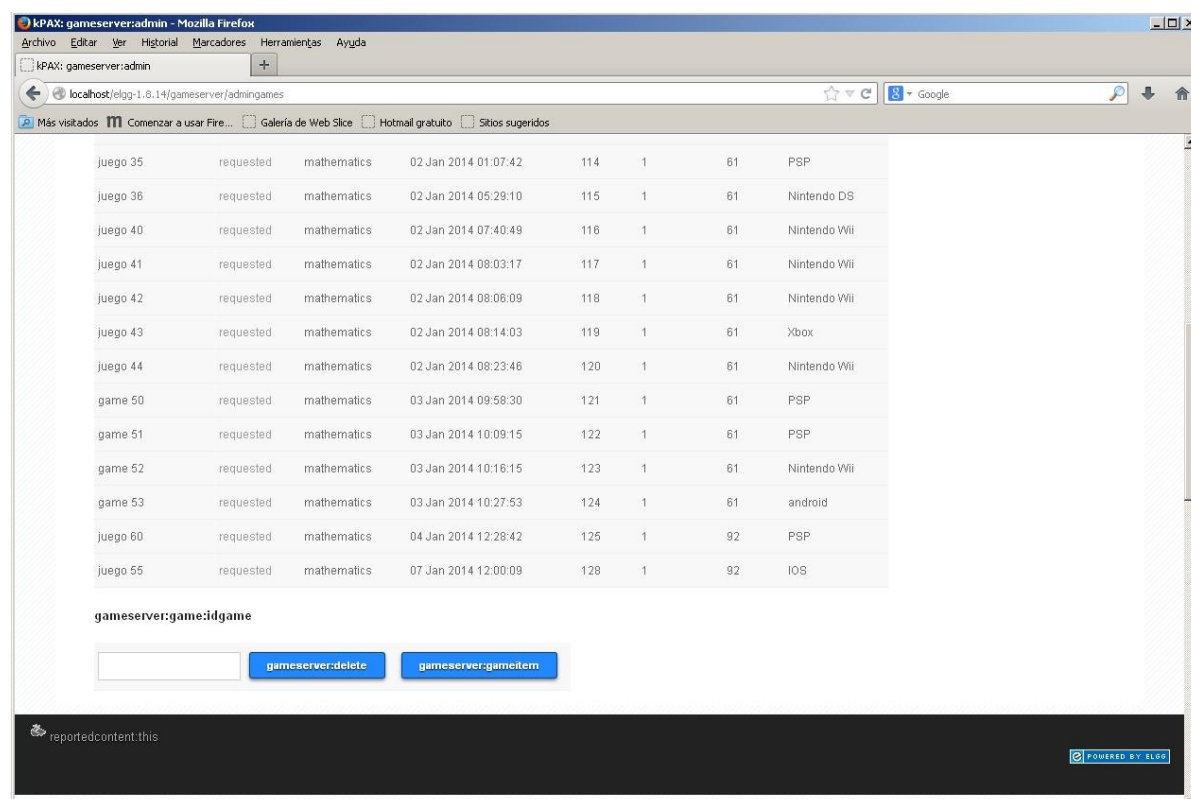 kPAX: gameserver:admin - Mozilla Firefox
Archivo Editar Ver Historial Marcadores Herramientas Ayuda
kPAX: gameserver:admin +
localhost/elgg-1.8.14/gameserver/admingames 8 Google
Más visitados Comenzar a usar Fire... Galería de Web Slice Hotmail gratuito Sitios sugeridos
juego 35 requested mathematics 02 Jan 2014 01:07:42 114 1 61 PSP
juego 36 requested mathematics 02 Jan 2014 05:29:10 115 1 61 Nintendo DS
juego 40 requested mathematics 02 Jan 2014 07:40:49 116 1 61 Nintendo Wii
juego 41 requested mathematics 02 Jan 2014 08:03:17 117 1 61 Nintendo Wii
juego 42 requested mathematics 02 Jan 2014 08:06:09 118 1 61 Nintendo Wii
juego 43 requested mathematics 02 Jan 2014 08:14:03 119 1 61 Xbox
juego 44 requested mathematics 02 Jan 2014 08:23:46 120 1 61 Nintendo Wii
game 50 requested mathematics 03 Jan 2014 09:58:30 121 1 61 PSP
game 51 requested mathematics 03 Jan 2014 10:09:15 122 1 61 PSP
game 52 requested mathematics 03 Jan 2014 10:16:15 123 1 61 Nintendo Wii
game 53 requested mathematics 03 Jan 2014 10:27:53 124 1 61 android
juego 60 requested mathematics 04 Jan 2014 12:28:42 125 1 92 PSP
juego 55 requested mathematics 07 Jan 2014 12:00:09 128 1 92 IOS
gameserver:game:idgame
gameserver:delete gameserver:gameitem
reportedcontent:this
POWERED BY ELGG